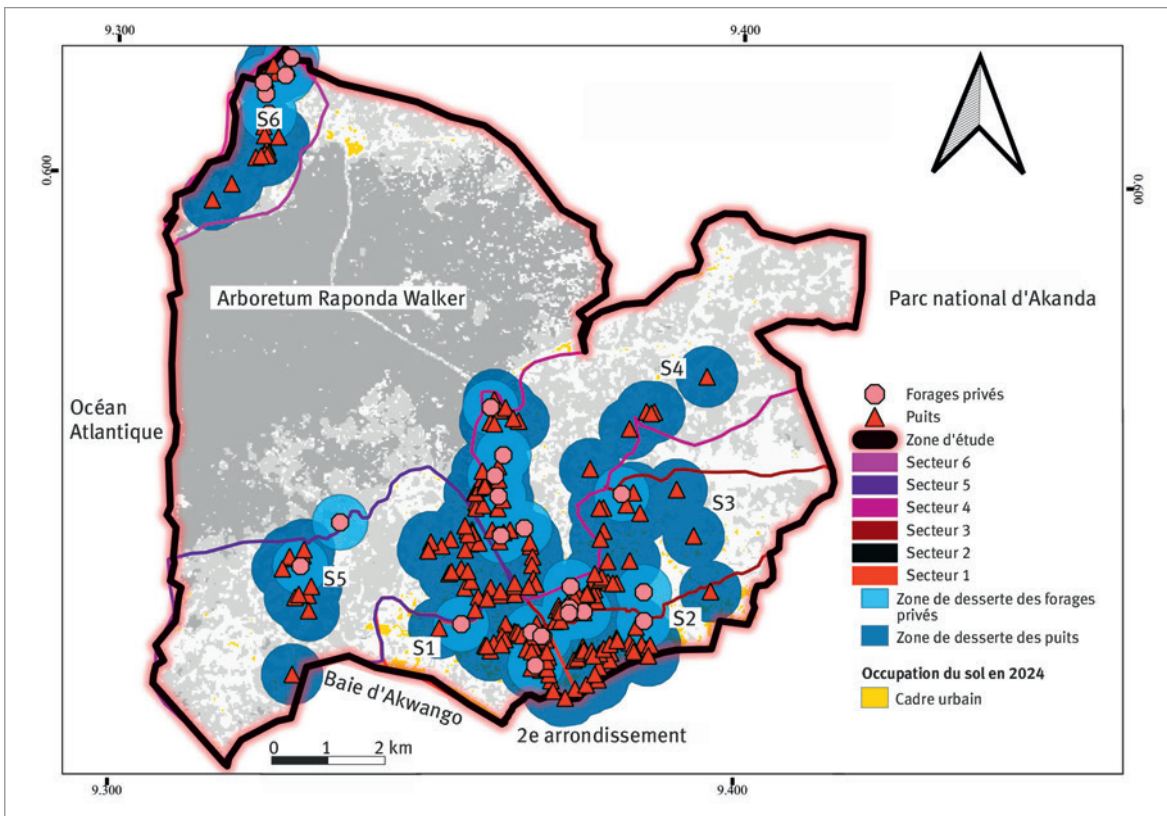 9.300
9.400
0.600
0.600
S6
Arboretum Raponda Walker
Parc national d'Akanda
S4
Océan
Atlantique
S3
S5
S2
S1
Baie d'Akwango
2e arrondissement
0 1 2 km
Forages privés
Puits
Zone d'étude
Secteur 6
Secteur 5
Secteur 4
Secteur 3
Secteur 2
Secteur 1
Zone de desserte des forages
privés
Zone de desserte des puits
Occupation du sol en 2024
Cadre urbain
9.300
9.400